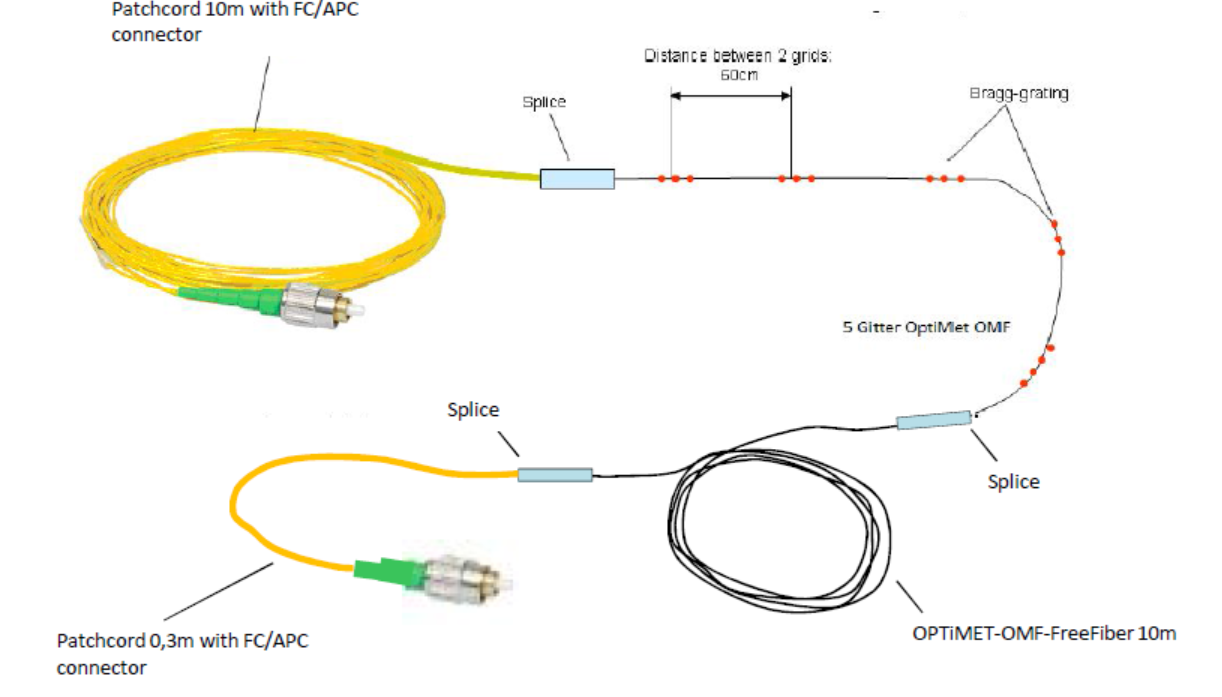 Patchcord 10m with FC/APC
connector
Distance between 2 grids:
60cm
Splice
Bragg-grating
5 Gitter OptiMet OMF
Splice
Splice
OPTiMET-OMF-FreeFiber 10m
Patchcord 0,3m with FC/APC
connector